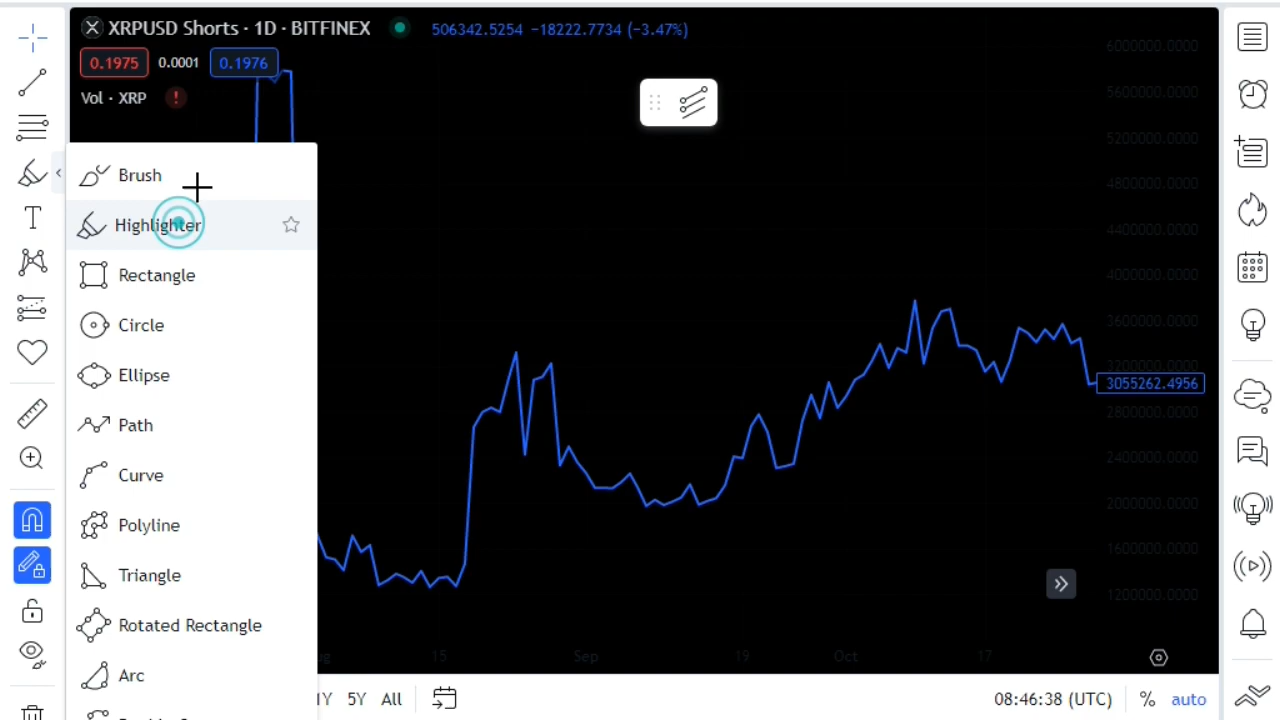 XRPUSD Shorts · 1D · BITFINEX
506342.5254 −18222.7734 (−3.47%)
0.1975 0.0001 0.1976
Vol · XRP
Brush
Highlighter
Rectangle
Circle
Ellipse
Path
Curve
Polyline
Triangle
Rotated Rectangle
Arc
6000000.0000
5600000.0000
5200000.0000
4800000.0000
4400000.0000
4000000.0000
3600000.0000
3200000.0000
3055262.4956
2800000.0000
2400000.0000
2000000.0000
1600000.0000
1200000.0000
15 Sep 19 Oct 17
5Y All
08:46:38 (UTC) % auto